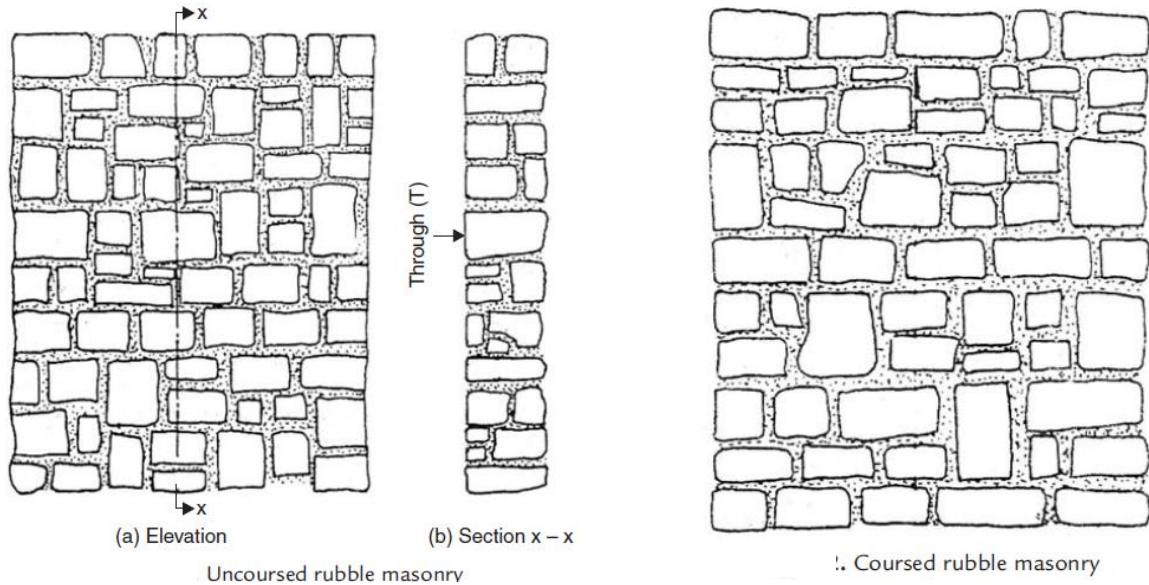 x
Through (T)
x
(a) Elevation
(b) Section x – x
Uncoursed rubble masonry
. Coursed rubble masonry